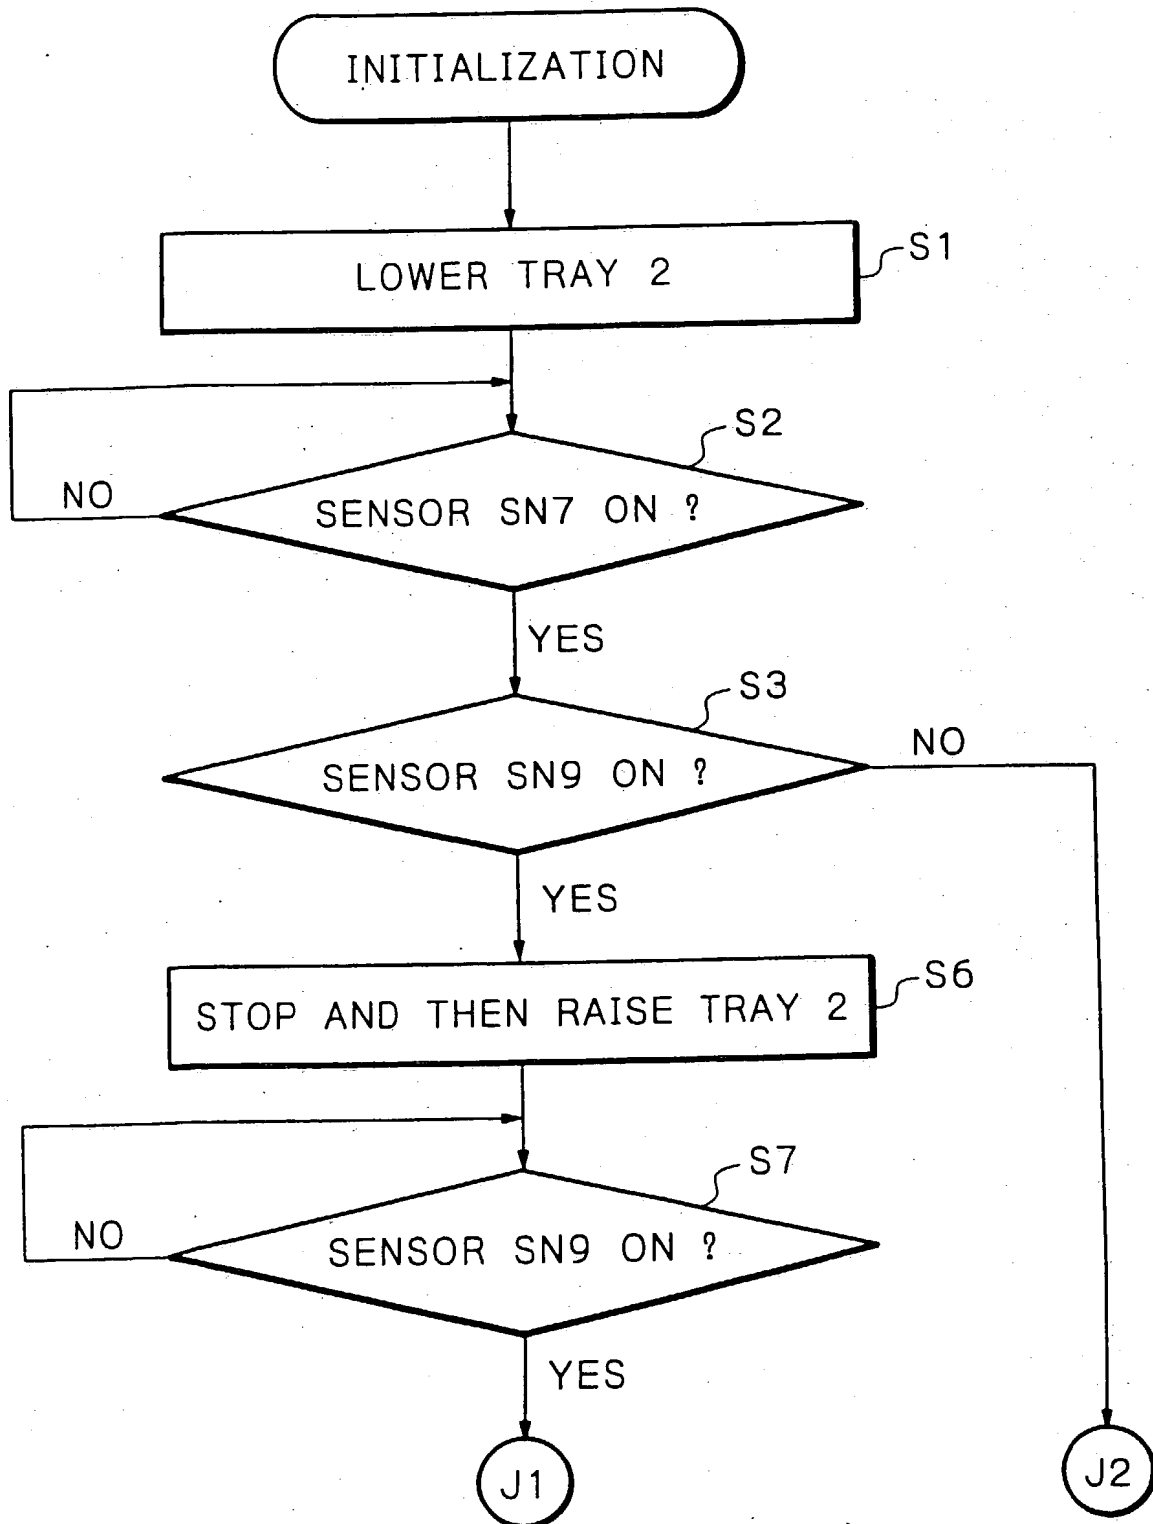 INITIALIZATION
LOWER TRAY 2
S1
S2
NO
SENSOR SN7 ON ?
YES
S3
SENSOR SN9 ON ?
NO
YES
S6
STOP AND THEN RAISE TRAY 2
S7
NO
SENSOR SN9 ON ?
YES
J1
J2